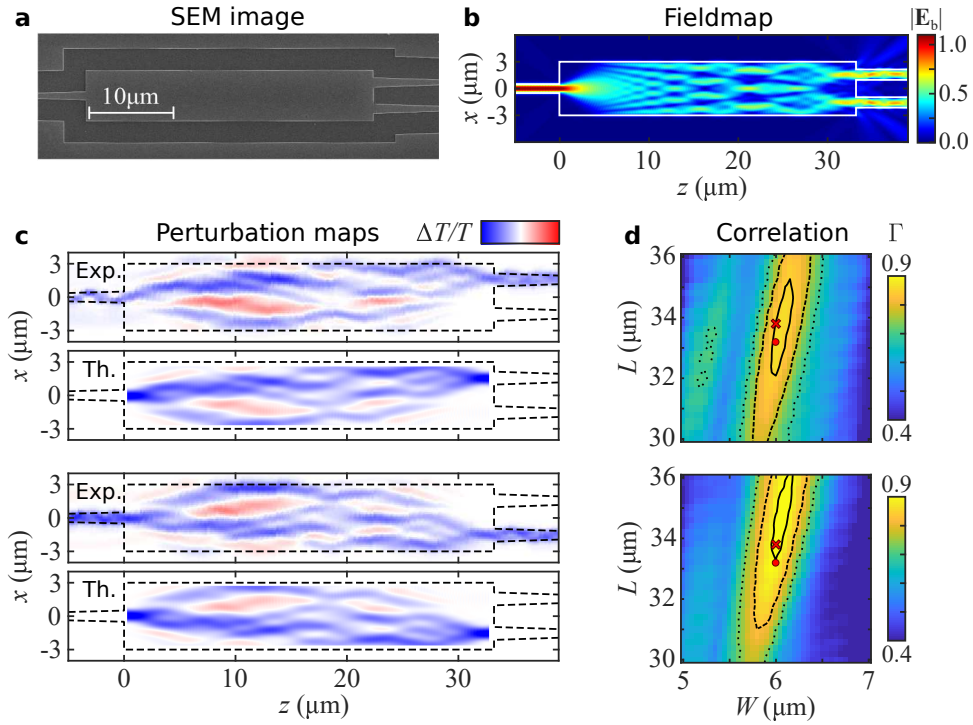 a SEM image
10μm
b Fieldmap
|E_b|
1.0
0.5
0.0
3
0
-3
x (μm)
0 10 20 30
z (μm)
c Perturbation maps ΔT/T
Exp.
3
0
-3
Th.
3
0
-3
x (μm)
Exp.
3
0
-3
Th.
3
0
-3
x (μm)
0 10 20 30
z (μm)
d Correlation Γ
36
34
32
30
L (μm)
0.9
0.4
36
34
32
30
L (μm)
0.9
0.4
5 6 7
W (μm)